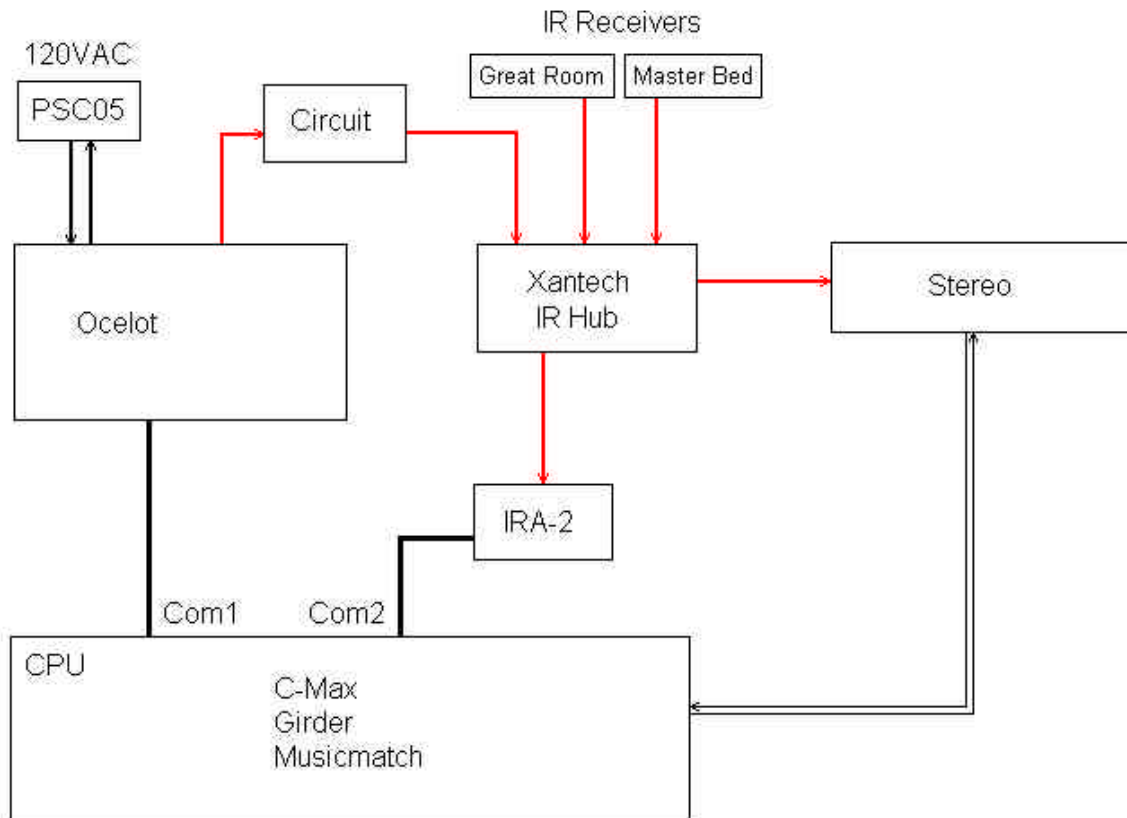 IR Receivers
120VAC
Great Room
Master Bed
PSC05
Circuit
Xantech
IR Hub
Stereo
Ocelot
IRA-2
Com1
Com2
CPU
C-Max
Girder
Musicmatch